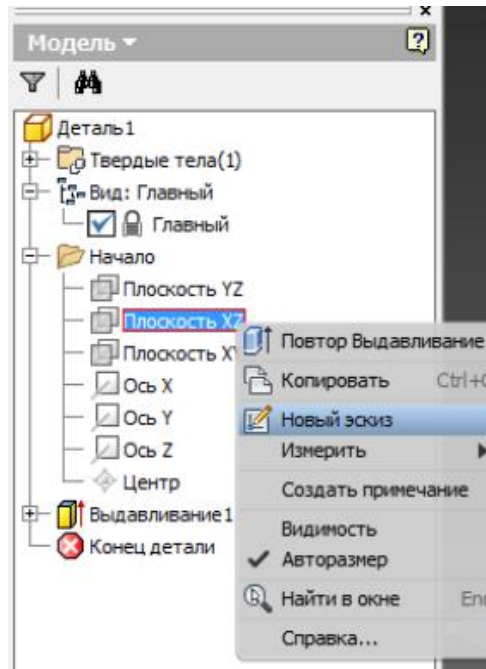 Модель
Деталь1
Твердые тела(1)
Вид: Главный
Главный
Начало
Плоскость YZ
Плоскость XZ
Плоскость
Ось X
Ось Y
Ось Z
Центр
Выдавливание1
Конец детали
Повтор Выдавливание
Копировать Ctrl+C
Новый эскиз
Измерить
Создать примечание
Видимость
Авторазмер
Найти в окне
Справка...